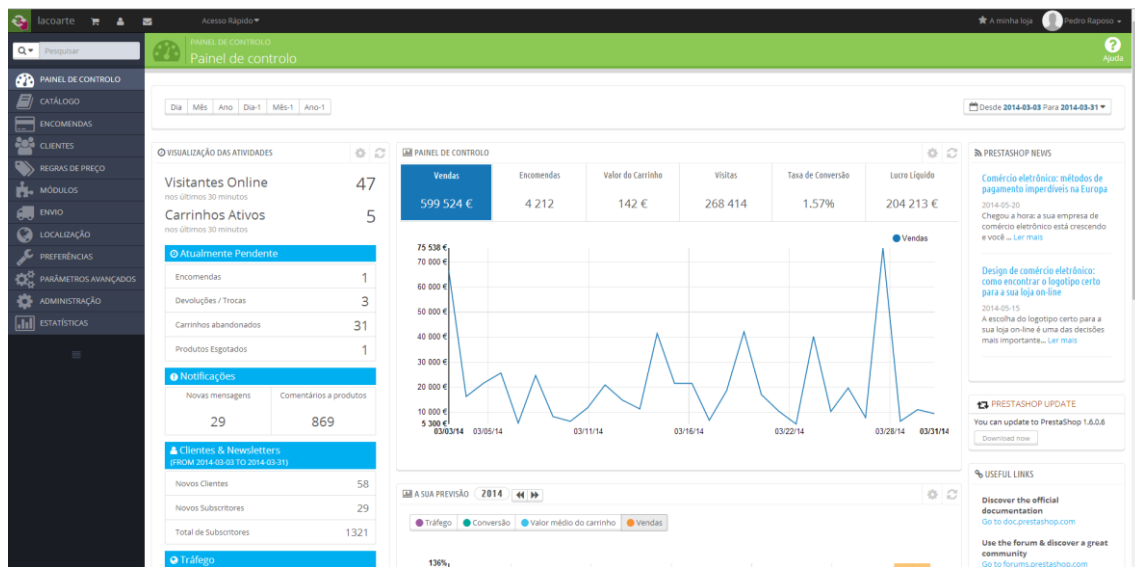 lacoarte
Acesso Rápido
A minha loja
Pedro Raposo
Pesquisar
PAINEL DE CONTROLO
Painel de controlo
Ajuda
PAINEL DE CONTROLO
CATÁLOGO
ENCOMENDAS
CLIENTES
REGRAS DE PREÇO
MÓDULOS
ENVIO
LOCALIZAÇÃO
PREFERÊNCIAS
PARÂMETROS AVANÇADOS
ADMINISTRAÇÃO
ESTATÍSTICAS
Dia Mês Ano Dia-1 Mês-1 Ano-1
Desde 2014-03-03 Para 2014-03-31
VISUALIZAÇÃO DAS ATIVIDADES
Visitantes Online 47
nos últimos 30 minutos
Carrinhos Ativos 5
nos últimos 30 minutos
Atualmente Pendente
Encomendas 1
Devoluções / Trocas 3
Carrinhos abandonados 31
Produtos Esgotados 1
Notificações
Novas mensagens Comentários a produtos
29 869
Clientes & Newsletters
(FROM 2014-03-03 TO 2014-03-31)
Novos Clientes 58
Novos Subscritores 29
Total de Subscritores 1321
Tráfego
PAINEL DE CONTROLO
Vendas Encomendas Valor do Carrinho Visitas Taxa de Conversão Lucro Líquido
599 524 € 4 212 142 € 268 414 1.57% 204 213 €
Vendas
75 538 €
70 000 €
60 000 €
50 000 €
40 000 €
30 000 €
20 000 €
10 000 €
5 300 €
03/03/14 03/05/14 03/11/14 03/16/14 03/22/14 03/28/14 03/31/14
A SUA PREVISÃO 2014
Tráfego Conversão Valor médio do carrinho Vendas
136%
PRESTASHOP NEWS
Comércio eletrônico: métodos de
pagamento imperdíveis na Europa
2014-05-20
Chegou a hora: a sua empresa de
comércio eletrônico está crescendo
e você ... Ler mais
Design de comércio eletrônico:
como encontrar o logotipo certo
para a sua loja on-line
2014-05-15
A escolha do logotipo certo para a
sua loja on-line é uma das decisões
mais importante... Ler mais
PRESTASHOP UPDATE
You can update to PrestaShop 1.6.0.6
Download now
USEFUL LINKS
Discover the official
documentation
Go to doc.prestashop.com
Use the forum & discover a great
community
Go to forums.prestashop.com